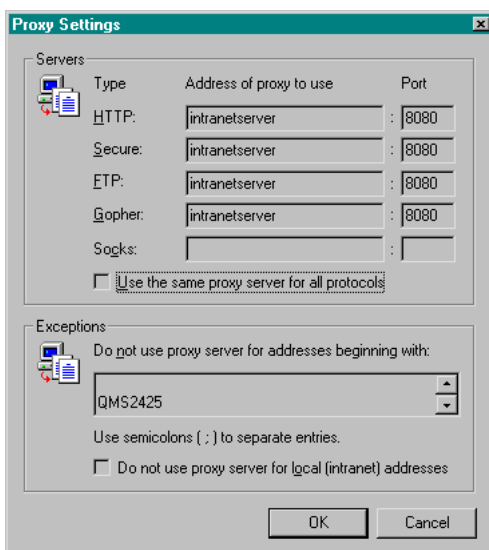 Proxy Settings
Servers
Type Address of proxy to use Port
HTTP: intranetserver : 8080
Secure: intranetserver : 8080
FTP: intranetserver : 8080
Gopher: intranetserver : 8080
Socks: :
Use the same proxy server for all protocols
Exceptions
Do not use proxy server for addresses beginning with:
QMS2425
Use semicolons ( ; ) to separate entries.
Do not use proxy server for local (intranet) addresses
OK Cancel